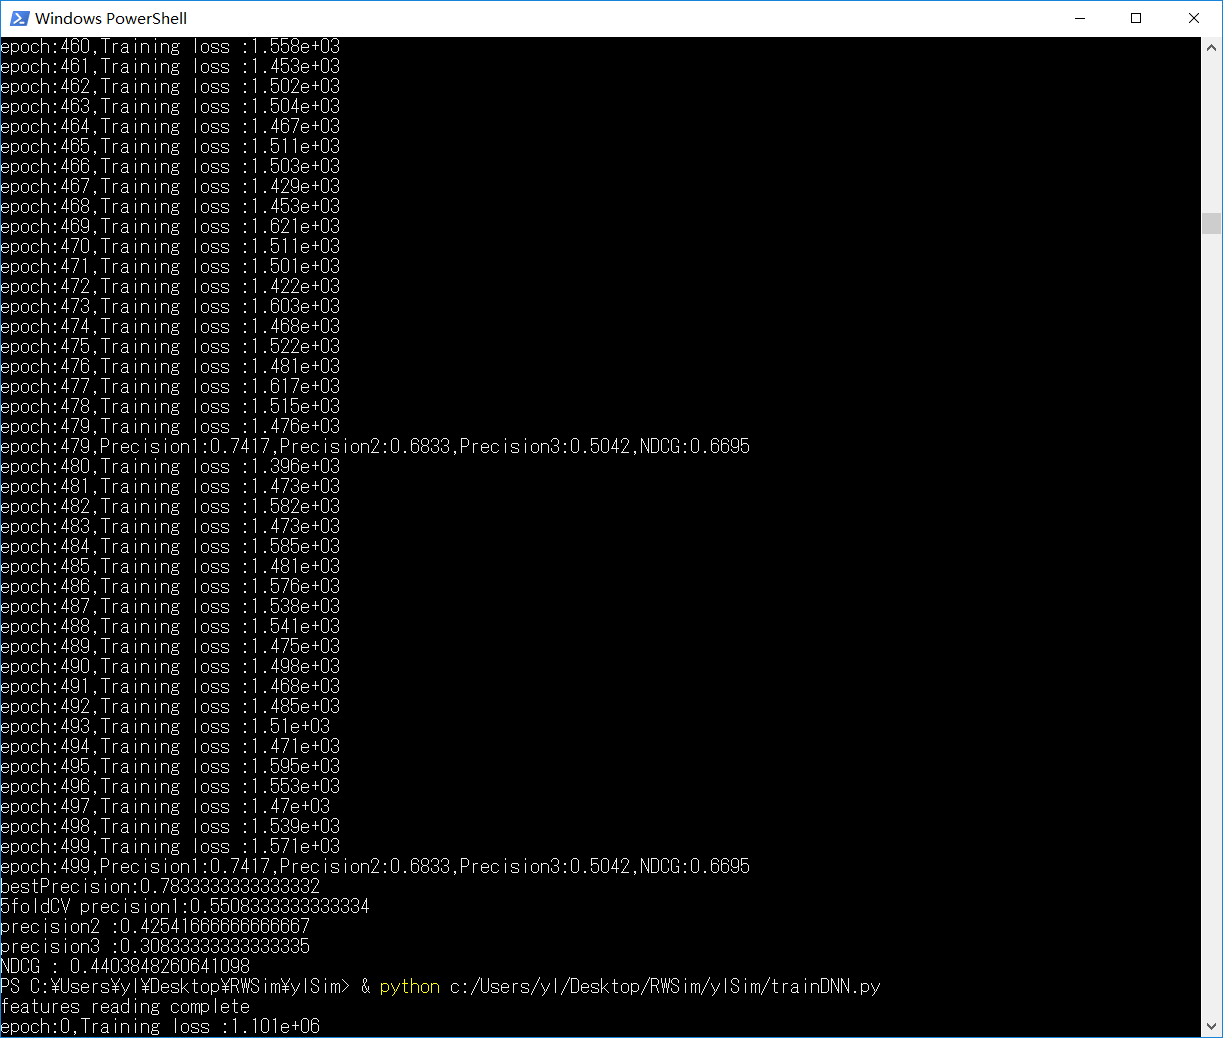 Windows PowerShell
epoch:460,Training loss :1.558e+03
epoch:461,Training loss :1.453e+03
epoch:462,Training loss :1.502e+03
epoch:463,Training loss :1.504e+03
epoch:464,Training loss :1.467e+03
epoch:465,Training loss :1.511e+03
epoch:466,Training loss :1.503e+03
epoch:467,Training loss :1.429e+03
epoch:468,Training loss :1.453e+03
epoch:469,Training loss :1.621e+03
epoch:470,Training loss :1.511e+03
epoch:471,Training loss :1.501e+03
epoch:472,Training loss :1.422e+03
epoch:473,Training loss :1.603e+03
epoch:474,Training loss :1.468e+03
epoch:475,Training loss :1.522e+03
epoch:476,Training loss :1.481e+03
epoch:477,Training loss :1.617e+03
epoch:478,Training loss :1.515e+03
epoch:479,Training loss :1.476e+03
epoch:479,Precision1:0.7417,Precision2:0.6833,Precision3:0.5042,NDCG:0.6695
epoch:480,Training loss :1.396e+03
epoch:481,Training loss :1.473e+03
epoch:482,Training loss :1.582e+03
epoch:483,Training loss :1.473e+03
epoch:484,Training loss :1.585e+03
epoch:485,Training loss :1.481e+03
epoch:486,Training loss :1.576e+03
epoch:487,Training loss :1.538e+03
epoch:488,Training loss :1.541e+03
epoch:489,Training loss :1.475e+03
epoch:490,Training loss :1.498e+03
epoch:491,Training loss :1.468e+03
epoch:492,Training loss :1.485e+03
epoch:493,Training loss :1.51e+03
epoch:494,Training loss :1.471e+03
epoch:495,Training loss :1.595e+03
epoch:496,Training loss :1.553e+03
epoch:497,Training loss :1.47e+03
epoch:498,Training loss :1.539e+03
epoch:499,Training loss :1.571e+03
epoch:499,Precision1:0.7417,Precision2:0.6833,Precision3:0.5042,NDCG:0.6695
bestPrecision:0.7833333333333332
5foldCV precision1:0.5508333333333334
precision2 :0.42541666666666667
precision3 :0.30833333333333335
NDCG : 0.4403848260641098
PS C:¥Users¥yl¥Desktop¥RWSim¥ylSim> & python c:/Users/yl/Desktop/RWSim/ylSim/trainDNN.py
features reading complete
epoch:0,Training loss :1.101e+06